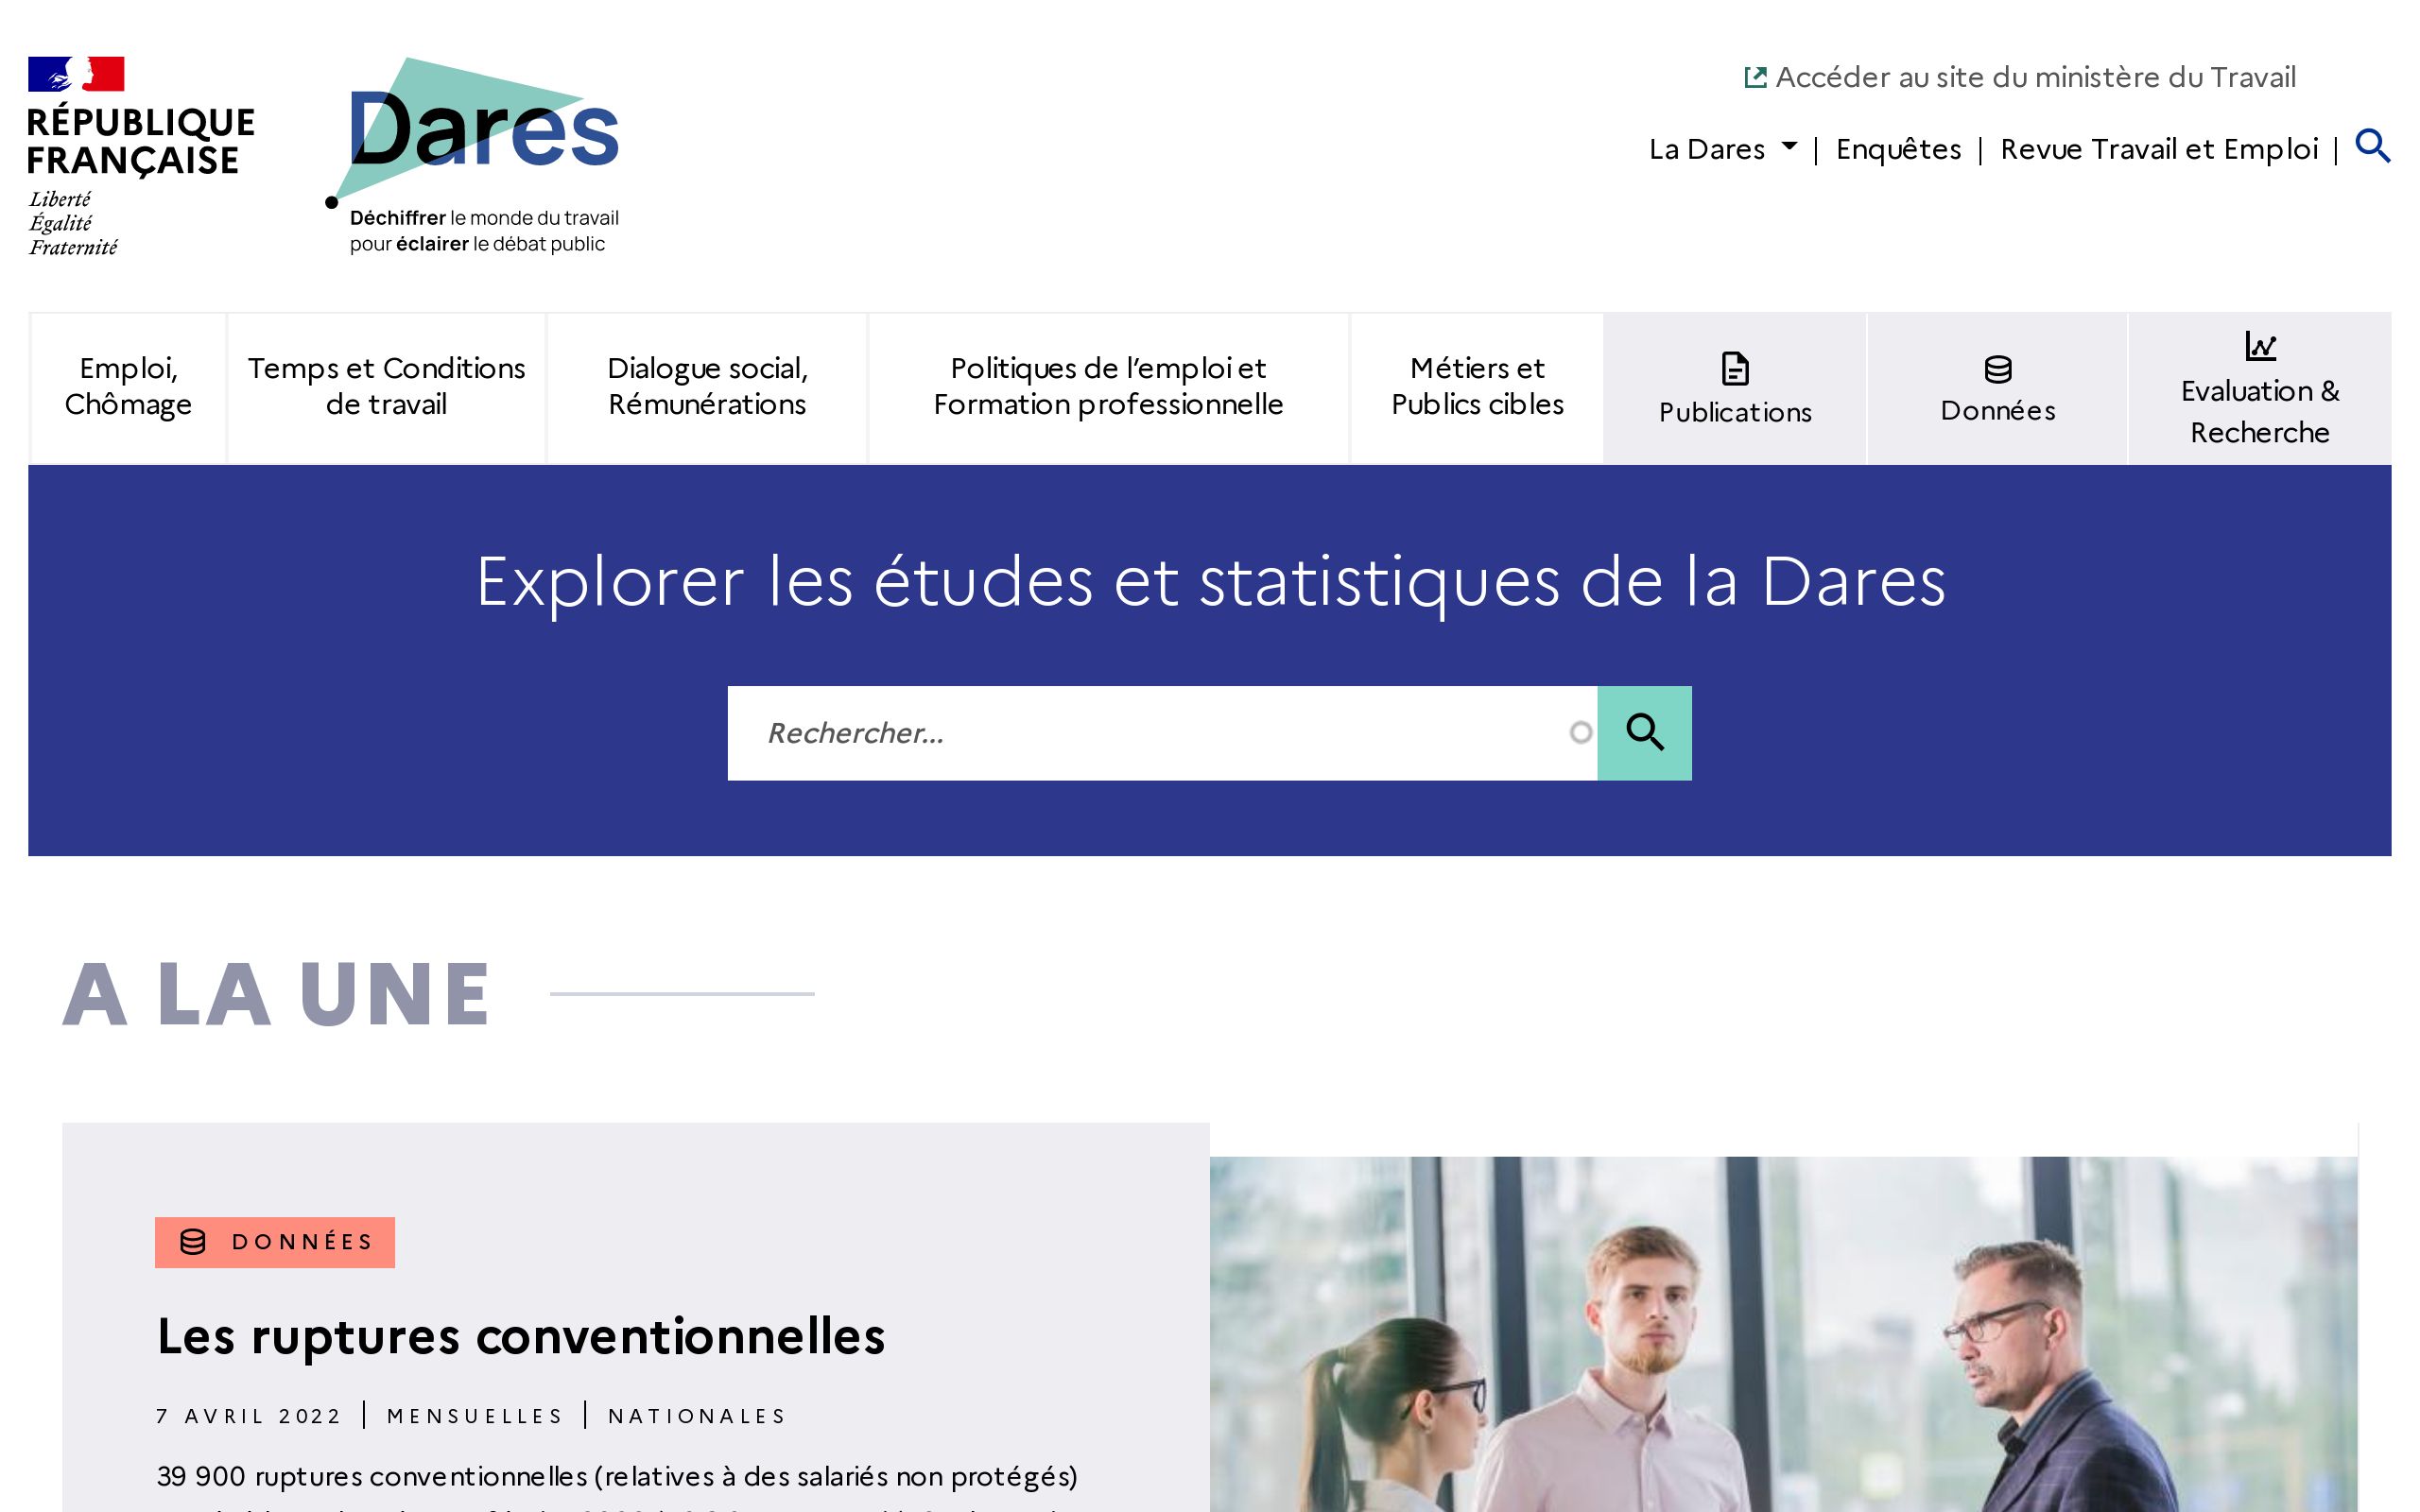 RÉPUBLIQUE
FRANÇAISE
Liberté
Égalité
Fraternité
Dares
Déchiffrer le monde du travail
pour éclairer le débat public
Accéder au site du ministère du Travail
La Dares | Enquêtes | Revue Travail et Emploi |
Emploi,
Chômage
Temps et Conditions
de travail
Dialogue social,
Rémunérations
Politiques de l’emploi et
Formation professionnelle
Métiers et
Publics cibles
Publications
Données
Evaluation &
Recherche
Explorer les études et statistiques de la Dares
Rechercher...
A LA UNE
DONNÉES
Les ruptures conventionnelles
7 AVRIL 2022 | MENSUELLES | NATIONALES
39 900 ruptures conventionnelles (relatives à des salariés non protégés)